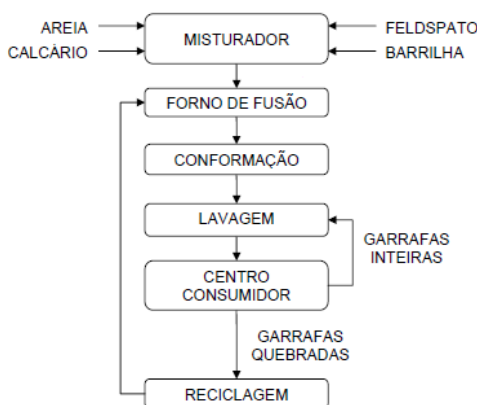 AREIA
CALCÁRIO
MISTURADOR
FELDSPATO
BARRILHA
FORNO DE FUSÃO
CONFORMAÇÃO
LAVAGEM
GARRAFAS
INTEIRAS
CENTRO
CONSUMIDOR
GARRAFAS
QUEBRADAS
RECICLAGEM